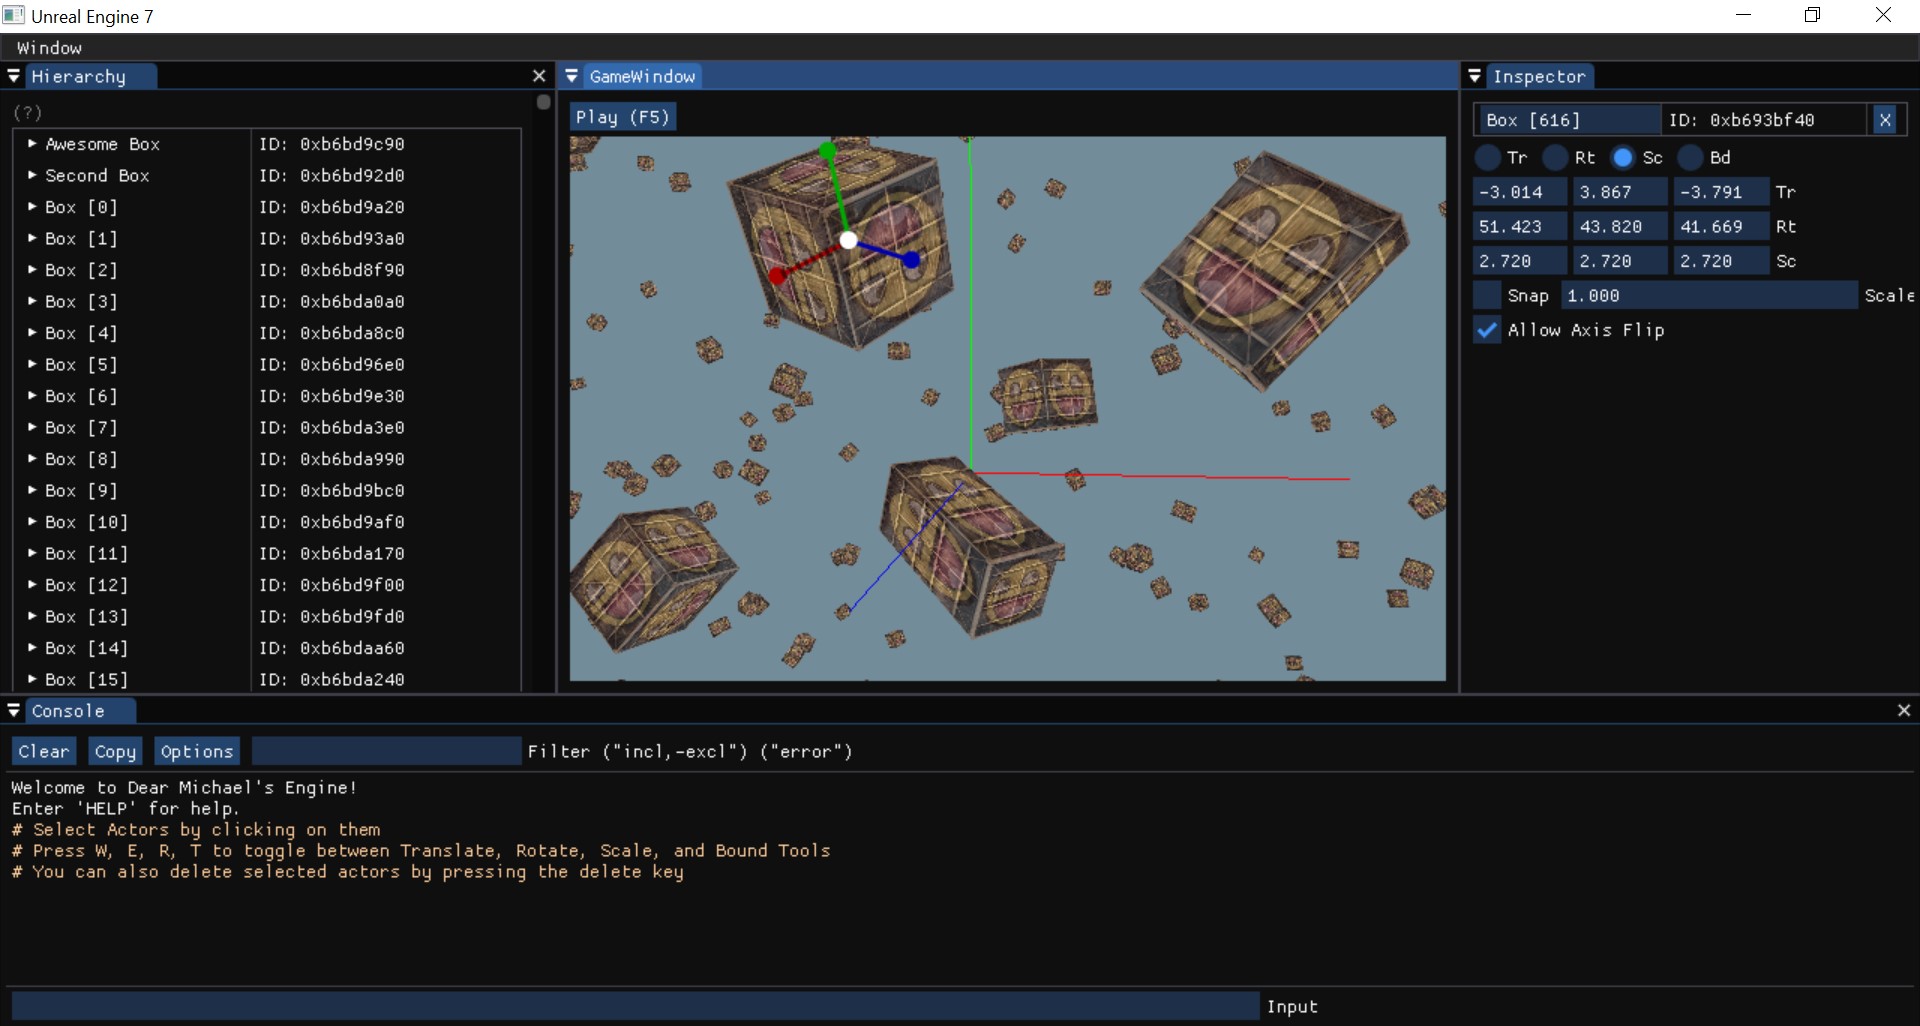 Unreal Engine 7
Window
Hierarchy
(?)
Awesome Box ID: 0xb6bd9c90
Second Box ID: 0xb6bd92d0
Box [0] ID: 0xb6bd9a20
Box [1] ID: 0xb6bd93a0
Box [2] ID: 0xb6bd8f90
Box [3] ID: 0xb6bda0a0
Box [4] ID: 0xb6bda8c0
Box [5] ID: 0xb6bd96e0
Box [6] ID: 0xb6bd9e30
Box [7] ID: 0xb6bda3e0
Box [8] ID: 0xb6bda990
Box [9] ID: 0xb6bd9bc0
Box [10] ID: 0xb6bd9af0
Box [11] ID: 0xb6bda170
Box [12] ID: 0xb6bd9f00
Box [13] ID: 0xb6bd9fd0
Box [14] ID: 0xb6bdaa60
Box [15] ID: 0xb6bda240
GameWindow
Play (F5)
Inspector
Box [616] ID: 0xb693bf40 X
Tr Rt Sc Bd
-3.014 3.867 -3.791 Tr
51.423 43.820 41.669 Rt
2.720 2.720 2.720 Sc
Snap 1.000 Scale
Allow Axis Flip
Console
Clear Copy Options Filter ("incl,-excl") ("error")
Welcome to Dear Michael's Engine!
Enter 'HELP' for help.
# Select Actors by clicking on them
# Press W, E, R, T to toggle between Translate, Rotate, Scale, and Bound Tools
# You can also delete selected actors by pressing the delete key
Input